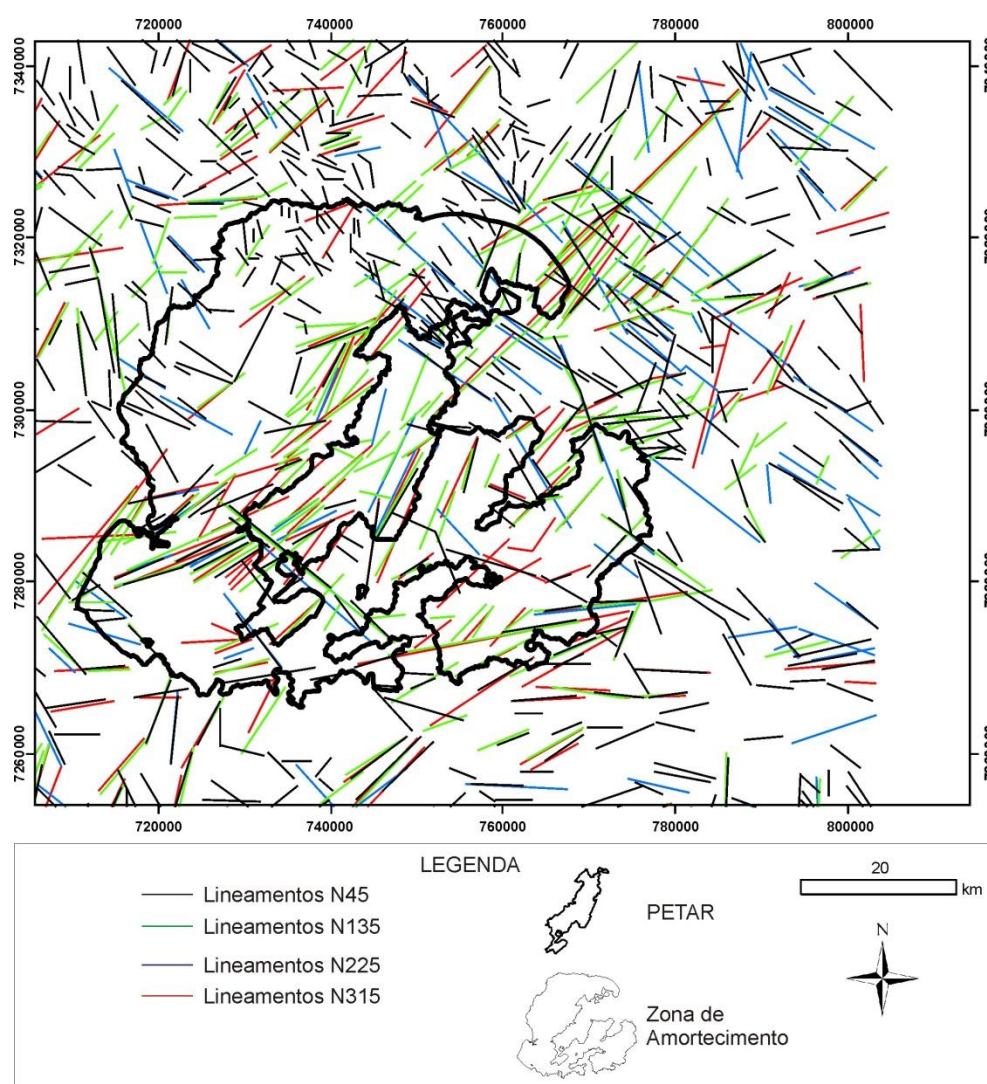 720000 740000 760000 780000 800000
7340000
7320000
7300000
7280000
7260000
720000 740000 760000 780000 800000
LEGENDA
Lineamentos N45
Lineamentos N135
Lineamentos N225
Lineamentos N315
PETAR
Zona de
Amortecimento
20
km
N